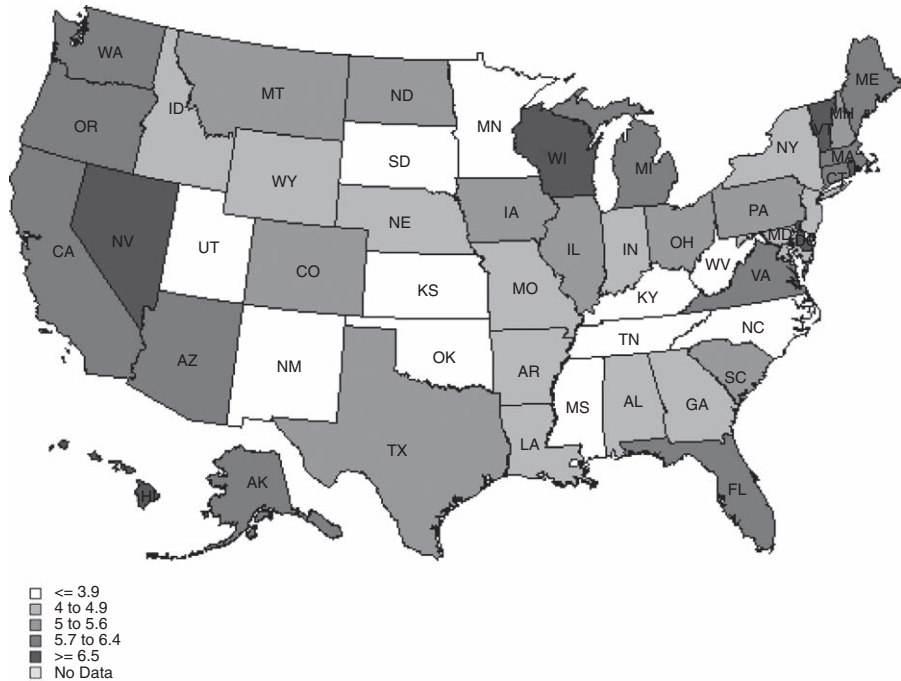 WA
MT
ND
MN
ME
MH
VT
ID
OR
SD
WI
NY
MA
MI
CT
WY
IA
PA
NE
NV
IL
IN
OH
MD
DC
UT
CA
CO
WV
VA
KS
MO
KY
NC
TN
AZ
NM
OK
AR
SC
MS
AL
GA
LA
TX
AK
HI
FL
<= 3.9
4 to 4.9
5 to 5.6
5.7 to 6.4
>= 6.5
No Data